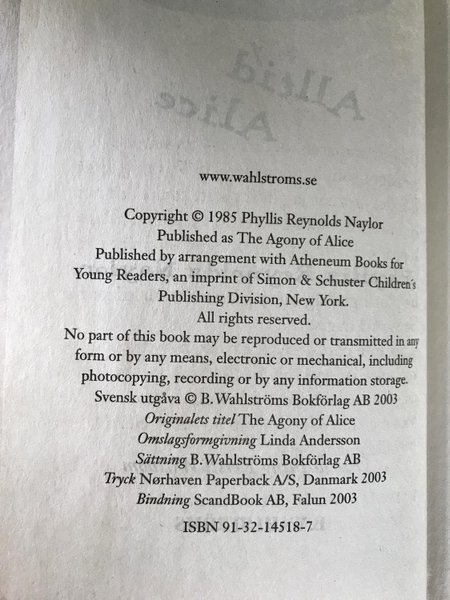 www.wahlstroms.se
Copyright © 1985 Phyllis Reynolds Naylor
Published as The Agony of Alice
Published by arrangement with Atheneum Books for
Young Readers, an imprint of Simon & Schuster Children's
Publishing Division, New York.
All rights reserved.
No part of this book may be reproduced or transmitted in any
form or by any means, electronic or mechanical, including
photocopying, recording or by any information storage.
Svensk utgåva © B.Wahlströms Bokförlag AB 2003
Originalets titel The Agony of Alice
Omslagsformgivning Linda Andersson
Sättning B.Wahlströms Bokförlag AB
Tryck Nørhaven Paperback A/S, Danmark 2003
Bindning ScandBook AB, Falun 2003
ISBN 91-32-14518-7